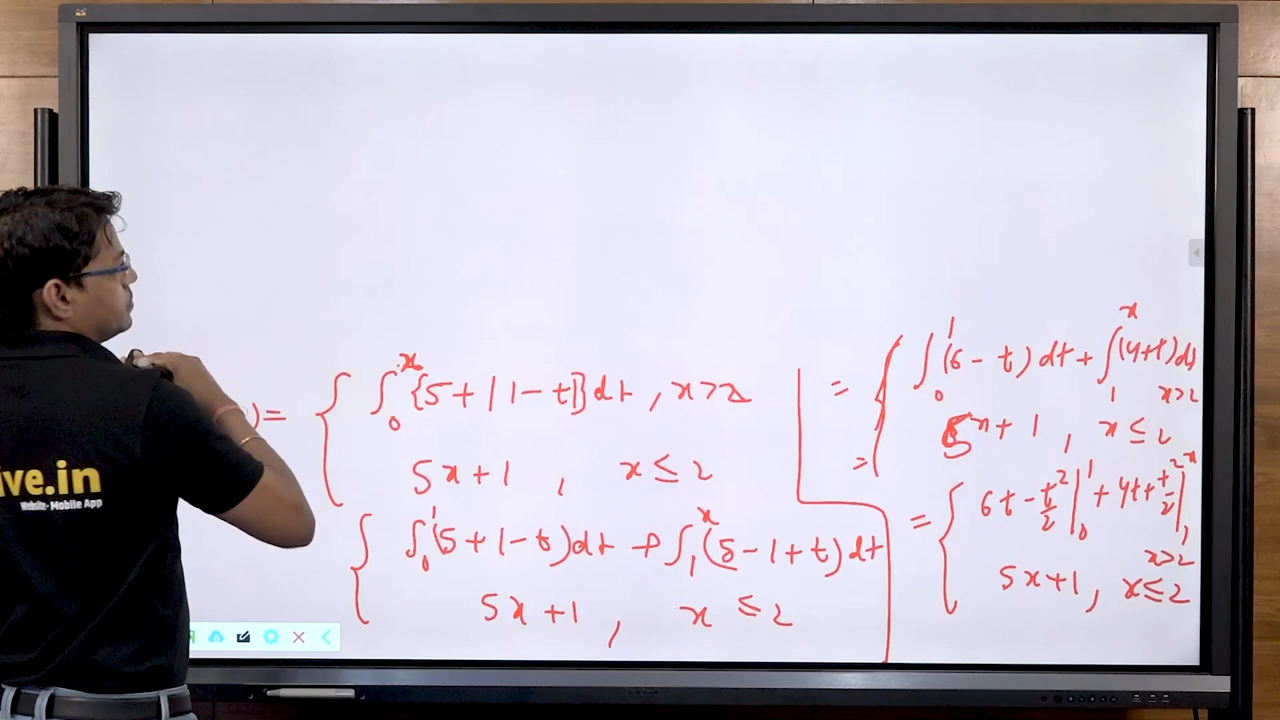 ) = { ∫₀ˣ {5 + |1 - t|} dt , x > 2
5x + 1 , x ≤ 2
{ ∫₀¹ (5 + 1 - t) dt + ∫₁ˣ (5 - 1 + t) dt
5x + 1 , x ≤ 2
= { ∫₀¹ (6 - t) dt + ∫₁ˣ (4+t) dt
x > 2
=
5x + 1 , x ≤ 2
= { 6t - t²/2 |₀¹ + 4t + t²/2 |₁ˣ
x > 2
5x + 1 , x ≤ 2
ive.in
Website • Mobile App